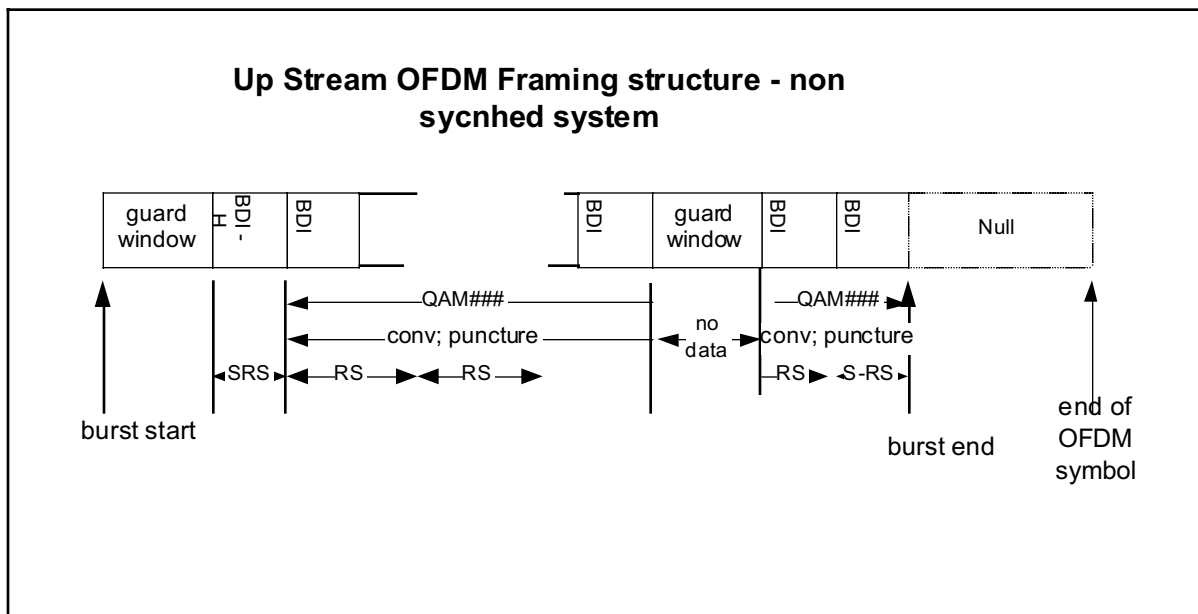 Up Stream OFDM Framing structure - non
sycnhed system
guard
window
BDI -
H
BDI
BDI
guard
window
BDI
BDI
Null
QAM###
QAM###
conv; puncture
no
data
conv; puncture
SRS
RS
RS
RS
S-RS
burst start
burst end
end of
OFDM
symbol